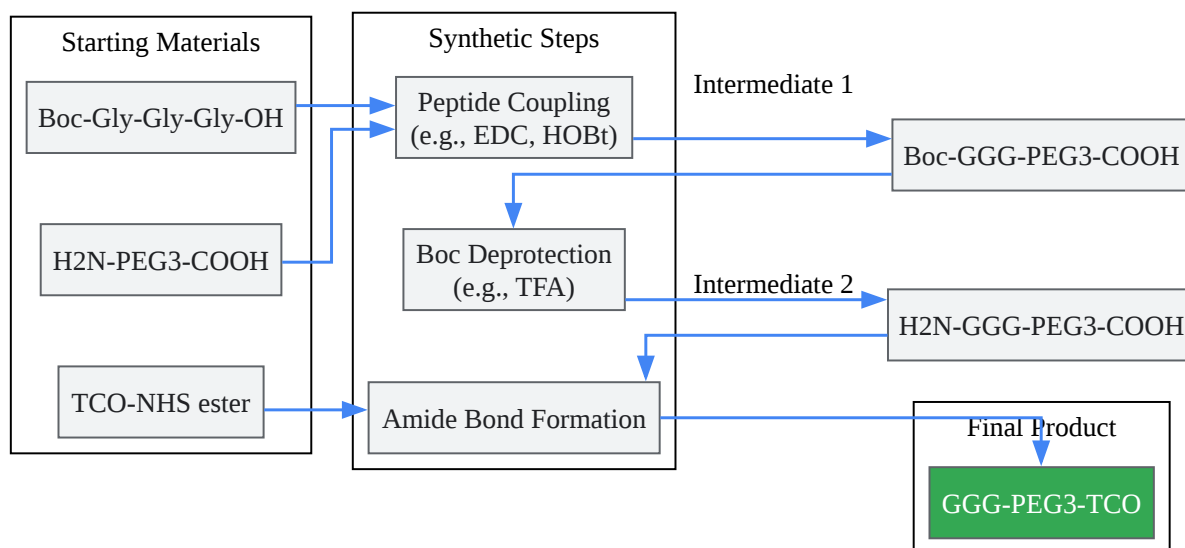 Starting Materials
Boc-Gly-Gly-Gly-OH
H2N-PEG3-COOH
TCO-NHS ester
Synthetic Steps
Peptide Coupling
(e.g., EDC, HOBt)
Boc Deprotection
(e.g., TFA)
Amide Bond Formation
Intermediate 1
Boc-GGG-PEG3-COOH
Intermediate 2
H2N-GGG-PEG3-COOH
Final Product
GGG-PEG3-TCO